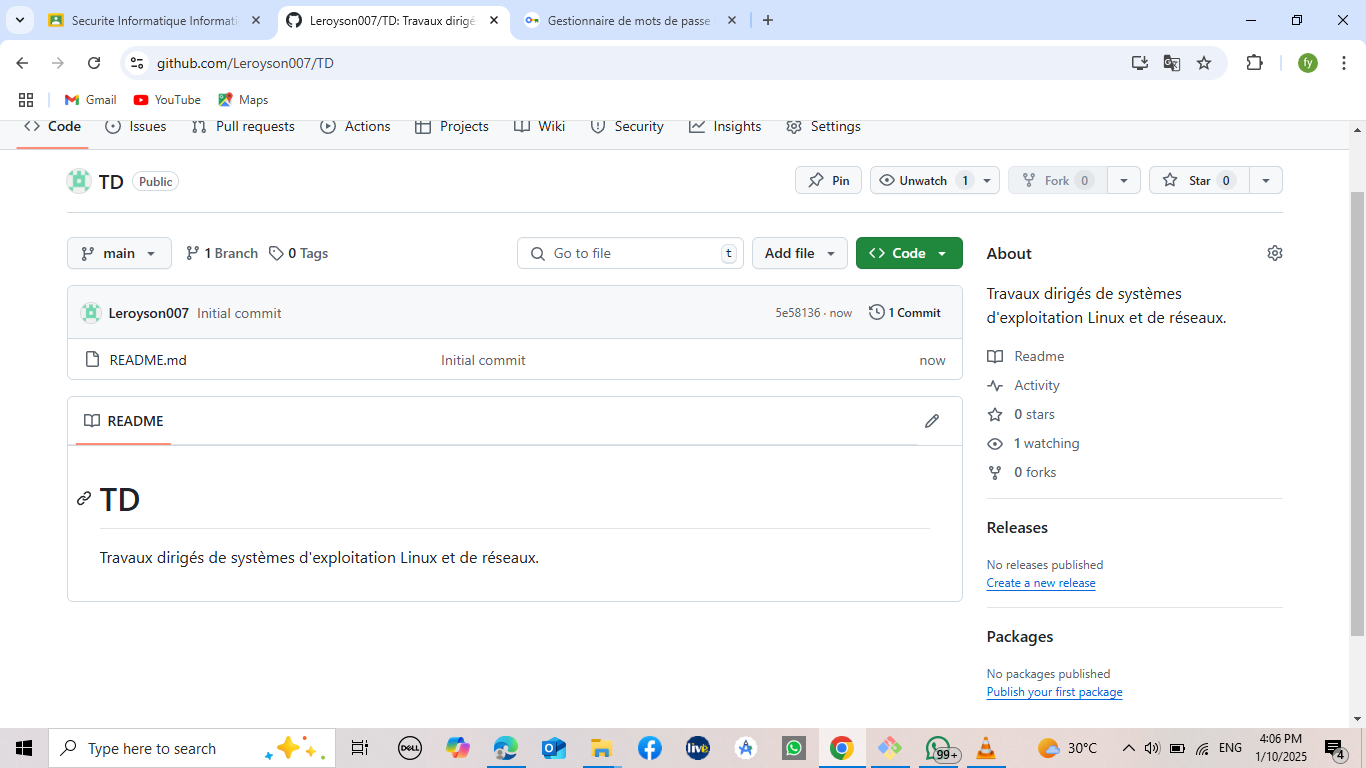 Securite Informatique Informati
Leroyson007/TD: Travaux dirigé
Gestionnaire de mots de passe
github.com/Leroyson007/TD
fy
Gmail
YouTube
Maps
Code
Issues
Pull requests
Actions
Projects
Wiki
Security
Insights
Settings
TD
Public
Pin
Unwatch 1
Fork 0
Star 0
main
1 Branch
0 Tags
Go to file
t
Add file
Code
Leroyson007 Initial commit
5e58136 · now
1 Commit
README.md
Initial commit
now
README
TD
Travaux dirigés de systèmes d'exploitation Linux et de réseaux.
About
Travaux dirigés de systèmes
d'exploitation Linux et de réseaux.
Readme
Activity
0 stars
1 watching
0 forks
Releases
No releases published
Create a new release
Packages
No packages published
Publish your first package
Type here to search
DELL
live
99+
30°C
ENG
4:06 PM
1/10/2025
4